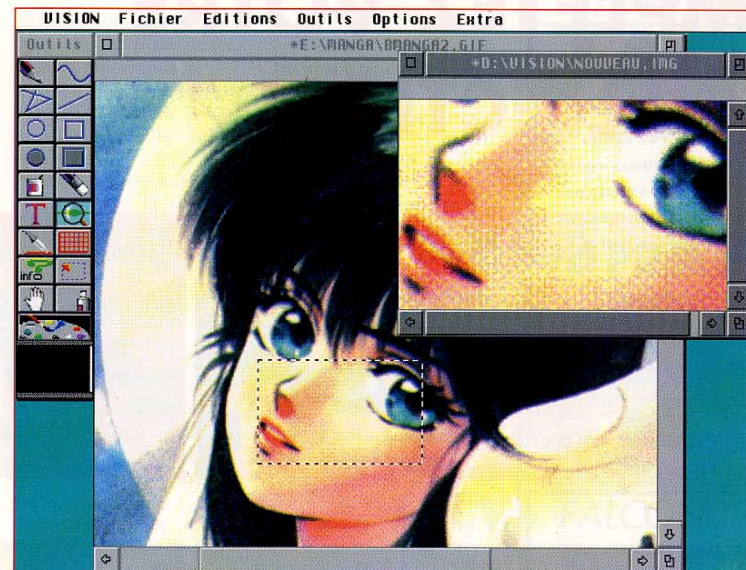 VISION Fichier Editions Outils Options Extra
Outils
*E:\MANGA\BMANGA2.GIF
*D:\VISION\NOUVEAU.IMG
T
info